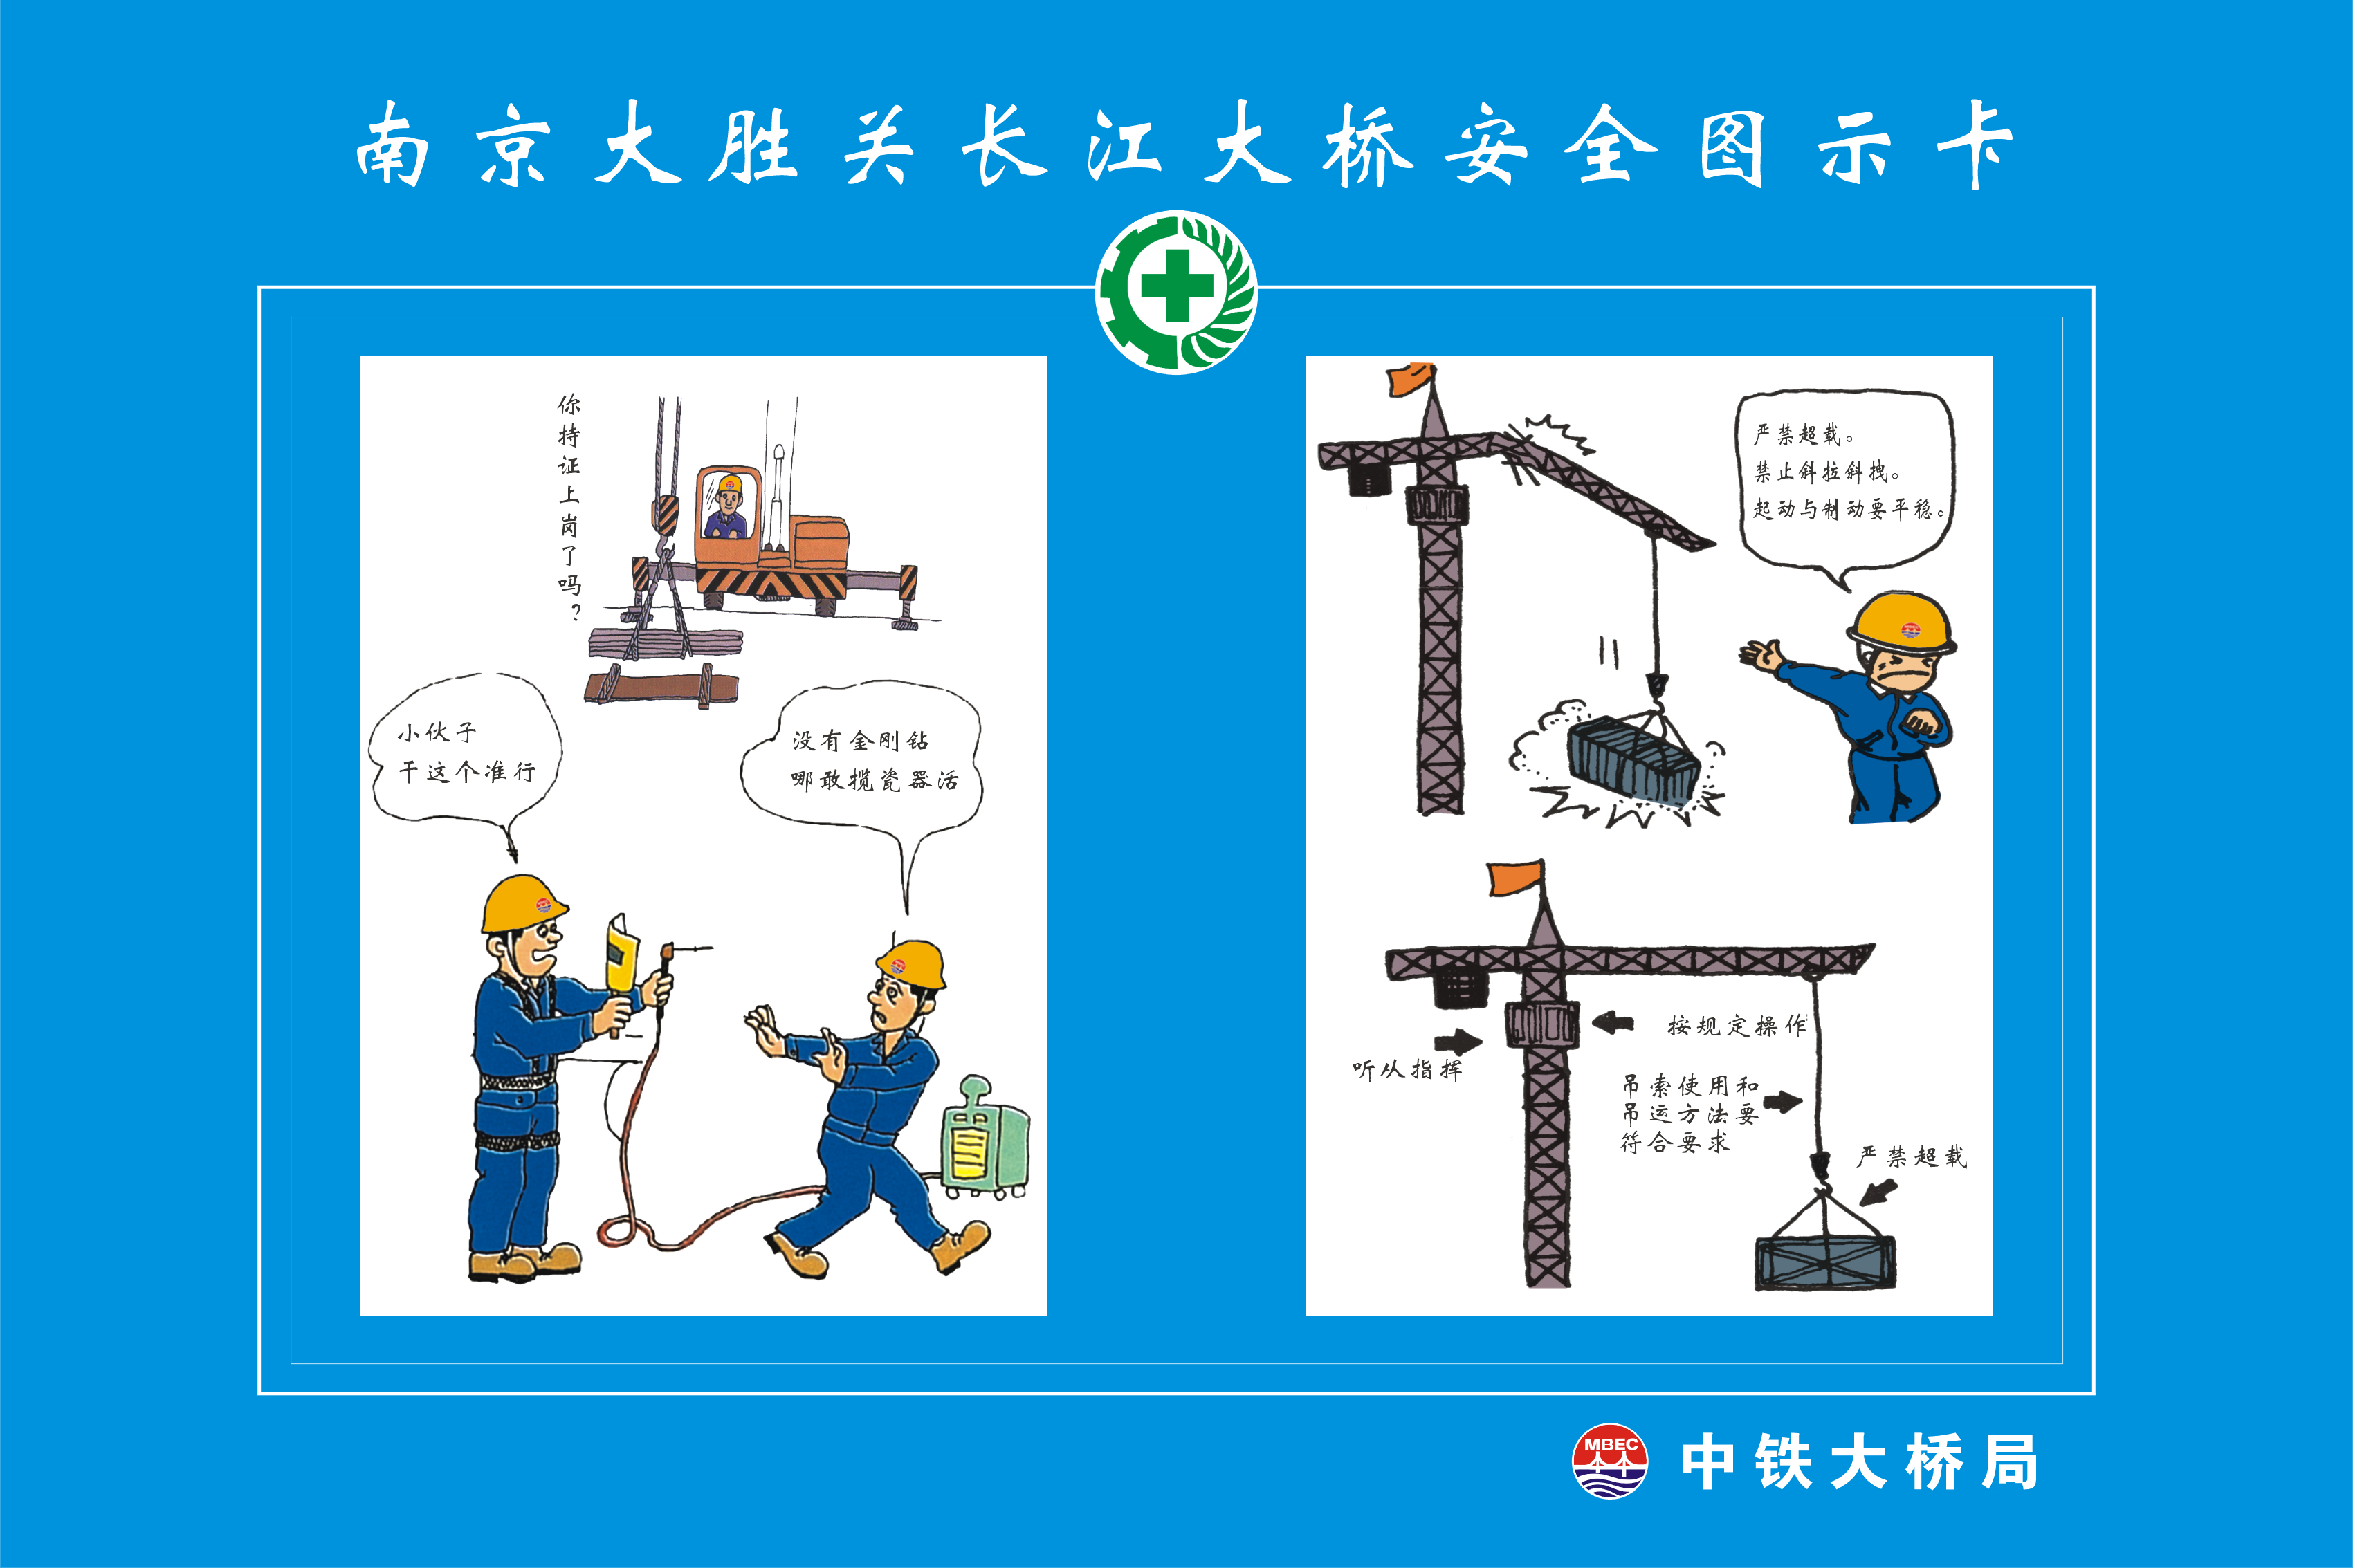 南京大胜关长江大桥安全图示卡
你持证上岗了吗？
小伙子
干这个准行
没有金刚钻
哪敢揽瓷器活
严禁超载。
禁止斜拉斜拽。
起动与制动要平稳。
按规定操作
听从指挥
吊索使用和
吊运方法要
符合要求
严禁超载
MBEC
中铁大桥局